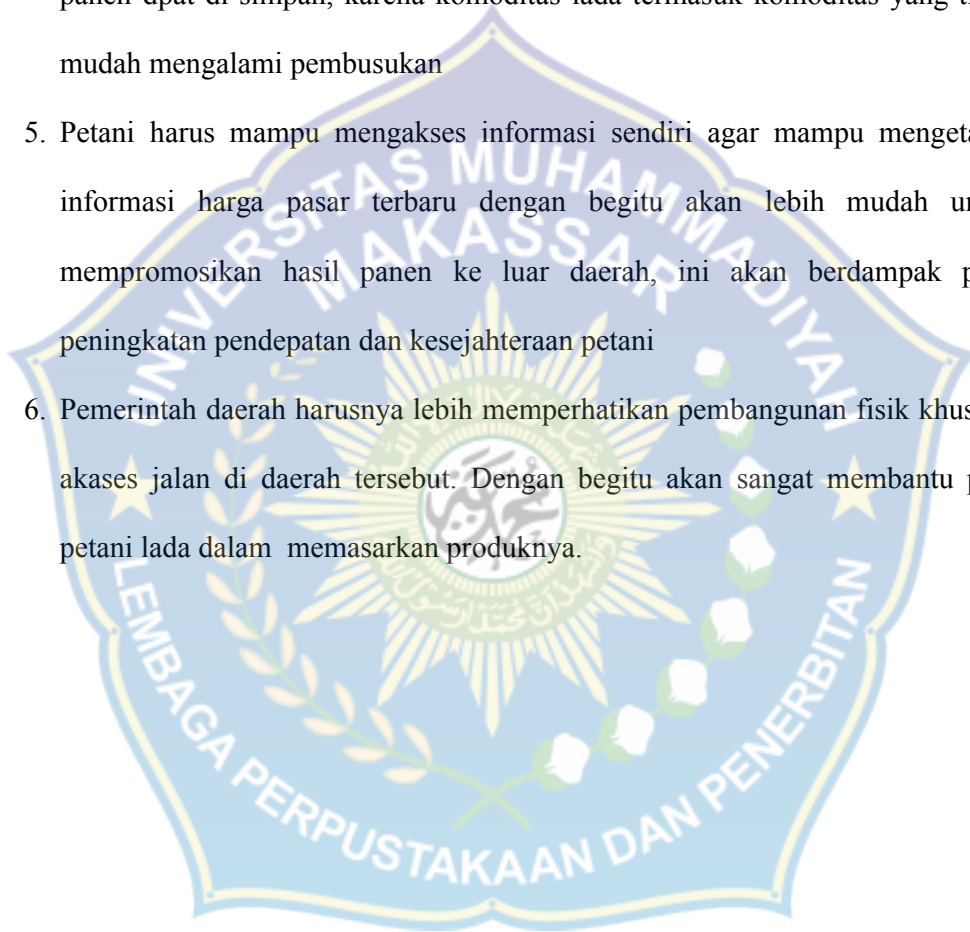 panen dpat di simpan, karena komoditas lada termasuk komoditas yang
mudah mengalami pembusukan
5. Petani harus mampu mengakses informasi sendiri agar mampu
informasi harga pasar terbaru dengan begitu akan lebih mudah
mempromosikan hasil panen ke luar daerah, ini akan berdampak
peningkatan pendepatan dan kesejahteraan petani
6. Pemerintah daerah harusnya lebih memperhatikan pembangunan fisik
akases jalan di daerah tersebut. Dengan begitu akan sangat membantu
petani lada dalam memasarkan produknya.
UNIVERSITAS MUHAMMADIYAH
MAKASSAR
LEMBAGA PERPUSTAKAAN DAN PENERBITAN